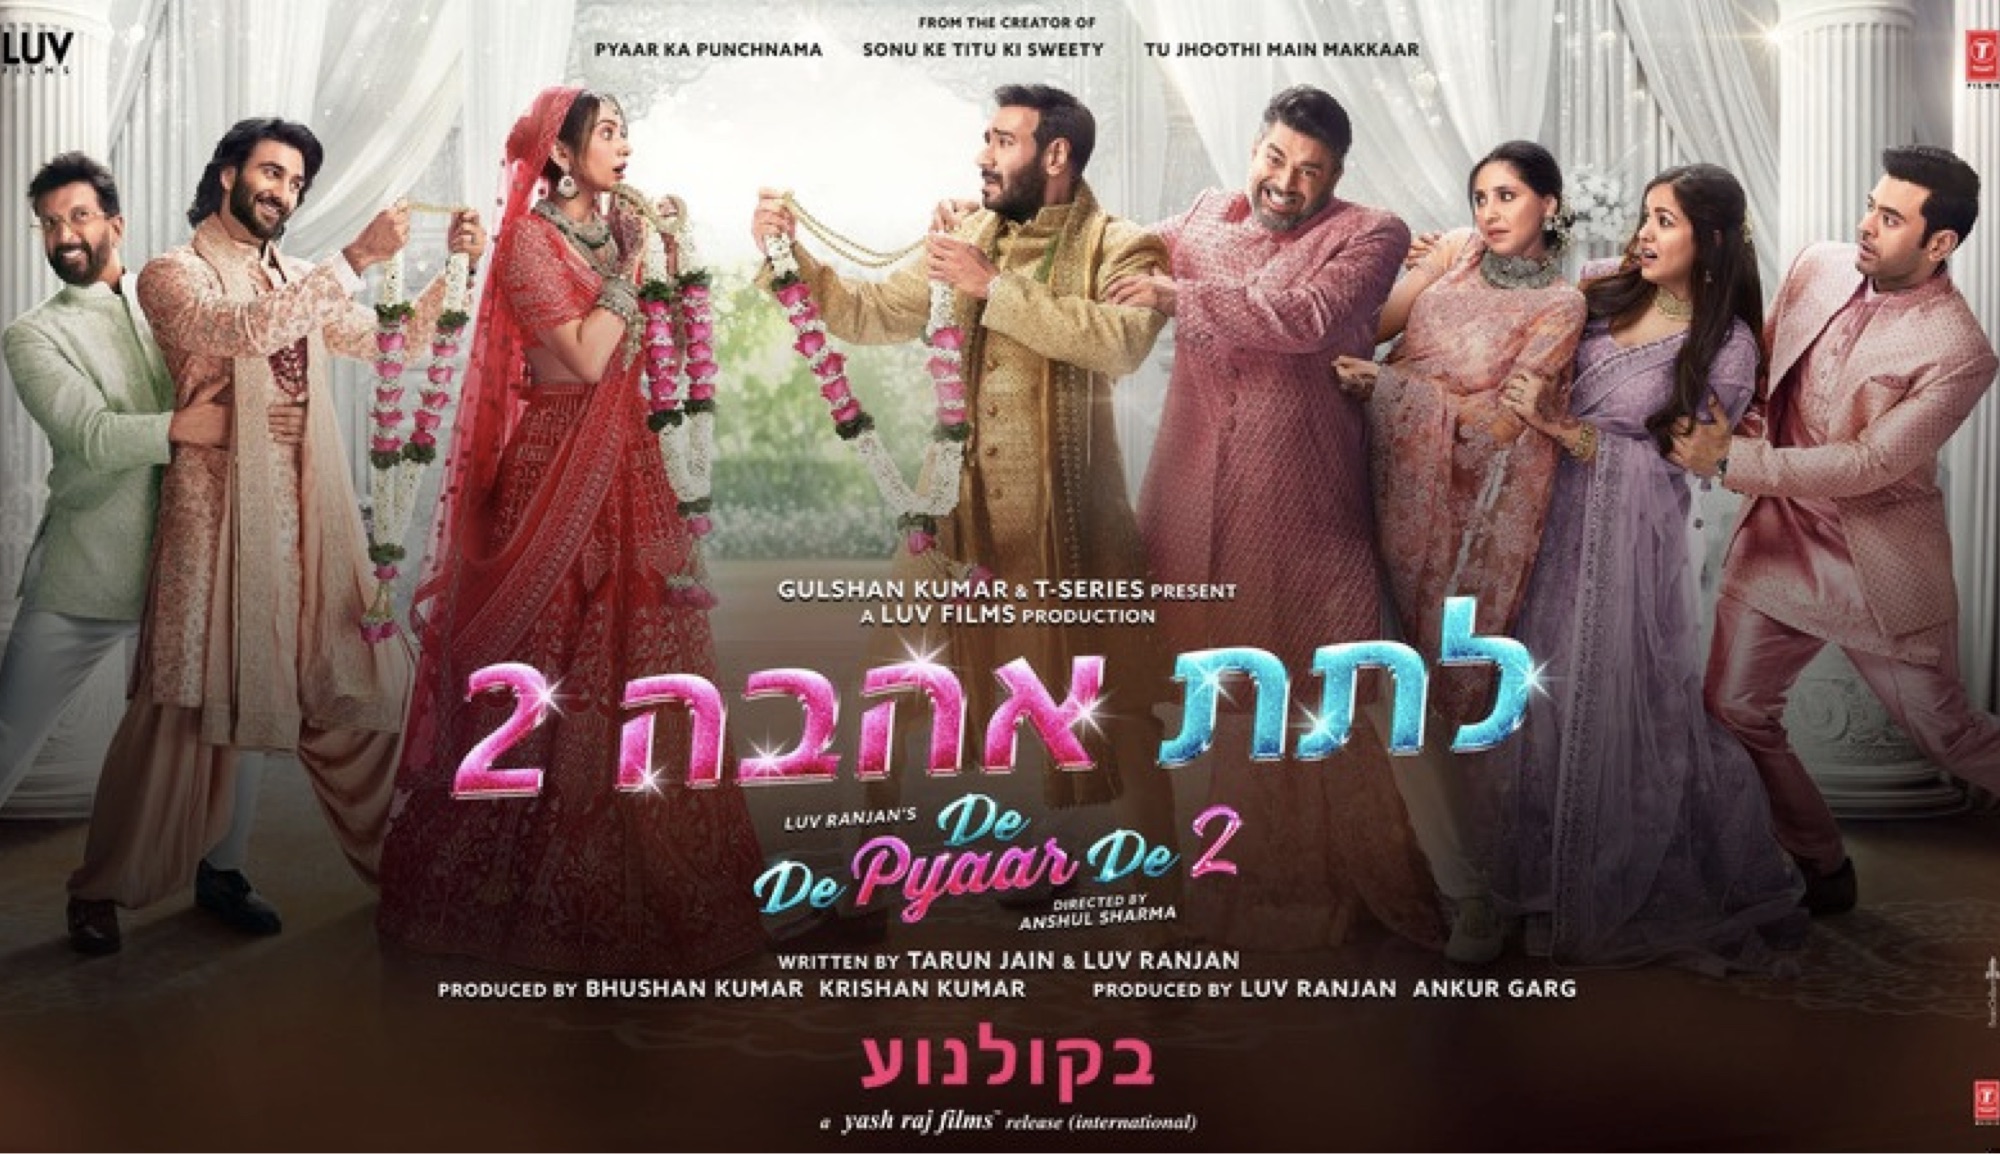 LUV
FILMS
FROM THE CREATOR OF
PYAAR KA PUNCHNAMA SONU KE TITU KI SWEETY TU JHOOTHI MAIN MAKKAAR
T
FILMS
GULSHAN KUMAR & T-SERIES PRESENT
A LUV FILMS PRODUCTION
לתת אהבה 2
LUV RANJAN'S
De
De Pyaar De 2
DIRECTED BY
ANSHUL SHARMA
WRITTEN BY TARUN JAIN & LUV RANJAN
PRODUCED BY BHUSHAN KUMAR KRISHAN KUMAR PRODUCED BY LUV RANJAN ANKUR GARG
בקולנוע
a yash raj films™ release (international)
T